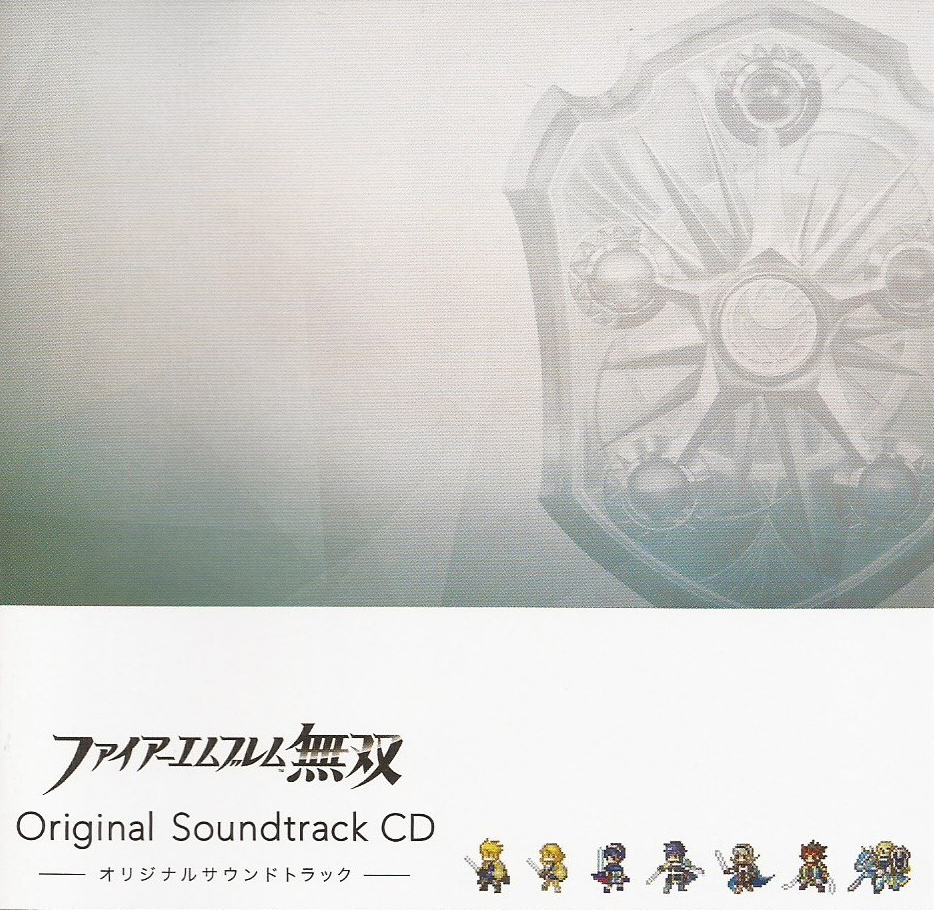 ファイアーエムブレム無双
Original Soundtrack CD
オリジナルサウンドトラック